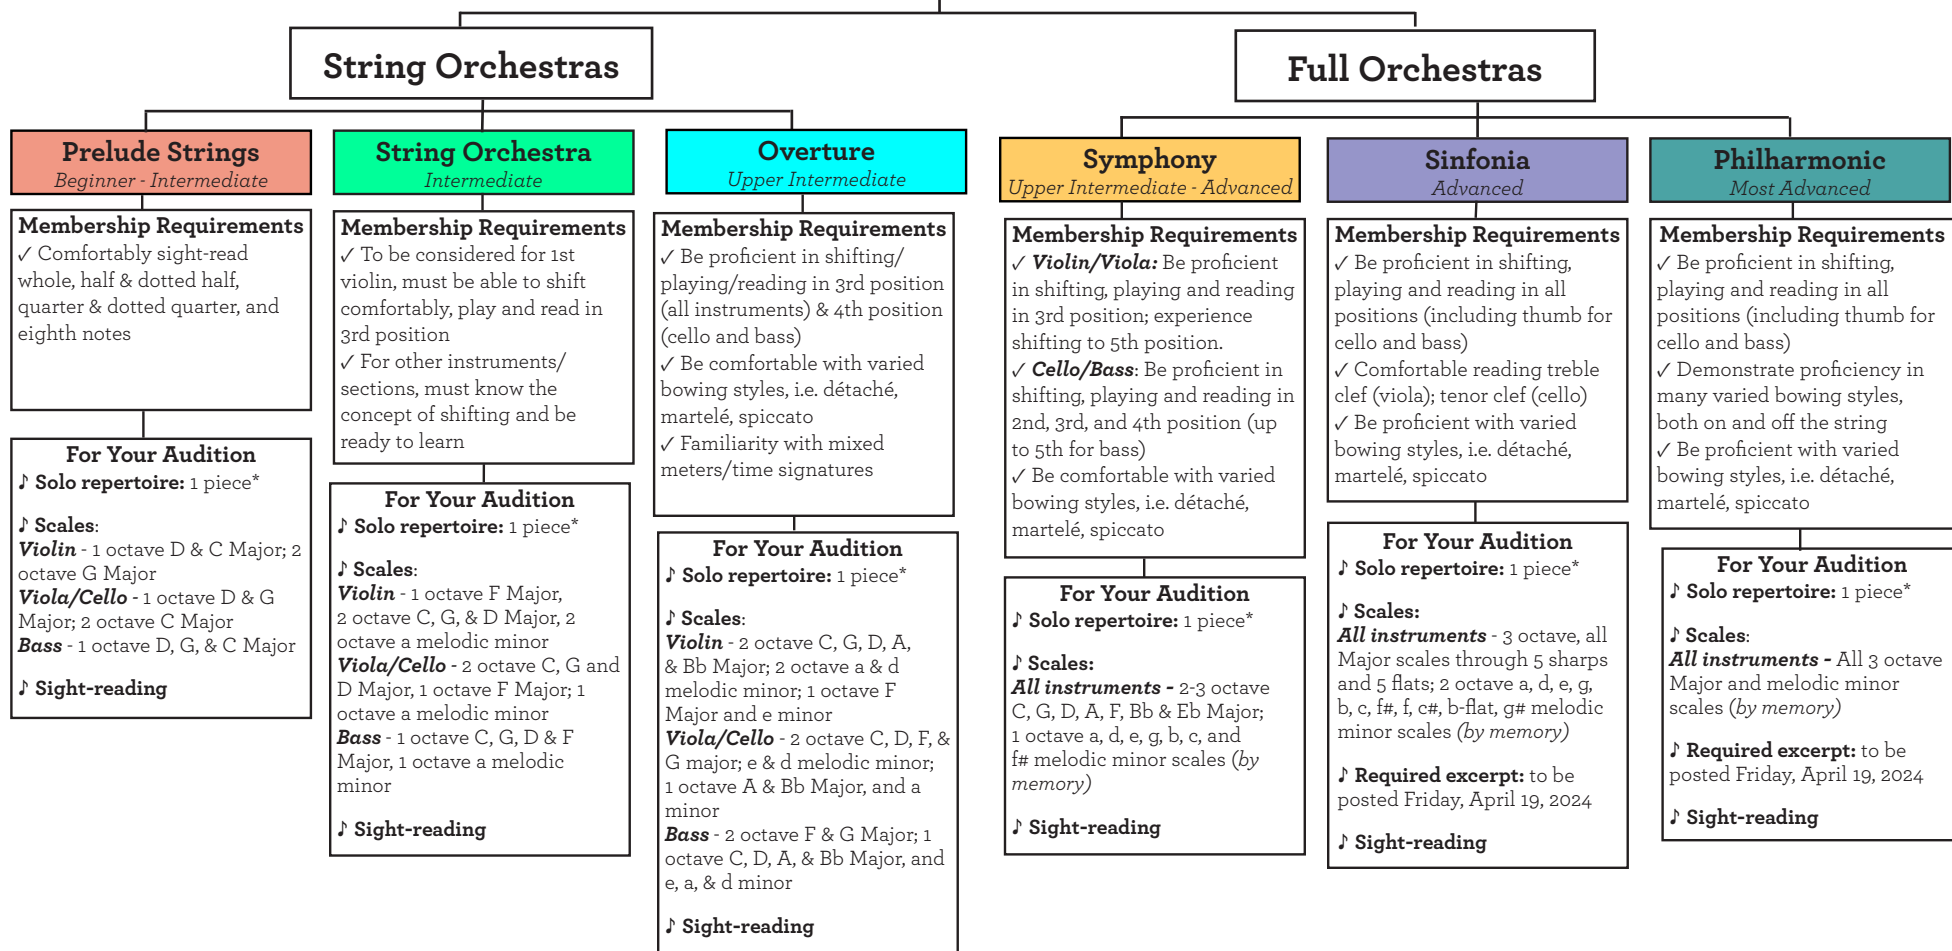 String Orchestras
Full Orchestras
Prelude Strings
Beginner - Intermediate
Membership Requirements
✓ Comfortably sight-read
whole, half & dotted half,
quarter & dotted quarter, and
eighth notes
For Your Audition
♪ Solo repertoire: 1 piece*
♪ Scales:
Violin - 1 octave D & C Major; 2
octave G Major
Viola/Cello - 1 octave D & G
Major; 2 octave C Major
Bass - 1 octave D, G, & C Major
♪ Sight-reading
String Orchestra
Intermediate
Membership Requirements
✓ To be considered for 1st
violin, must be able to shift
comfortably, play and read in
3rd position
✓ For other instruments/
sections, must know the
concept of shifting and be
ready to learn
For Your Audition
♪ Solo repertoire: 1 piece*
♪ Scales:
Violin - 1 octave F Major,
2 octave C, G, & D Major, 2
octave a melodic minor
Viola/Cello - 2 octave C, G and
D Major, 1 octave F Major; 1
octave a melodic minor
Bass - 1 octave C, G, D & F
Major, 1 octave a melodic
minor
♪ Sight-reading
Overture
Upper Intermediate
Membership Requirements
✓ Be proficient in shifting/
playing/reading in 3rd position
(all instruments) & 4th position
(cello and bass)
✓ Be comfortable with varied
bowing styles, i.e. détaché,
martelé, spiccato
✓ Familiarity with mixed
meters/time signatures
For Your Audition
♪ Solo repertoire: 1 piece*
♪ Scales:
Violin - 2 octave C, G, D, A,
& Bb Major; 2 octave a & d
melodic minor; 1 octave F
Major and e minor
Viola/Cello - 2 octave C, D, F, &
G major; e & d melodic minor;
1 octave A & Bb Major, and a
minor
Bass - 2 octave F & G Major; 1
octave C, D, A, & Bb Major, and
e, a, & d minor
♪ Sight-reading
Symphony
Upper Intermediate - Advanced
Membership Requirements
✓ Violin/Viola: Be proficient
in shifting, playing and reading
in 3rd position; experience
shifting to 5th position.
✓ Cello/Bass: Be proficient in
shifting, playing and reading in
2nd, 3rd, and 4th position (up
to 5th for bass)
✓ Be comfortable with varied
bowing styles, i.e. détaché,
martelé, spiccato
For Your Audition
♪ Solo repertoire: 1 piece*
♪ Scales:
All instruments - 2-3 octave
C, G, D, A, F, Bb & Eb Major;
1 octave a, d, e, g, b, c, and
f# melodic minor scales (by
memory)
♪ Sight-reading
Sinfonia
Advanced
Membership Requirements
✓ Be proficient in shifting,
playing and reading in all
positions (including thumb for
cello and bass)
✓ Comfortable reading treble
clef (viola); tenor clef (cello)
✓ Be proficient with varied
bowing styles, i.e. détaché,
martelé, spiccato
For Your Audition
♪ Solo repertoire: 1 piece*
♪ Scales:
All instruments - 3 octave, all
Major scales through 5 sharps
and 5 flats; 2 octave a, d, e, g,
b, c, f#, f, c#, b-flat, g# melodic
minor scales (by memory)
♪ Required excerpt: to be
posted Friday, April 19, 2024
♪ Sight-reading
Philharmonic
Most Advanced
Membership Requirements
✓ Be proficient in shifting,
playing and reading in all
positions (including thumb for
cello and bass)
✓ Demonstrate proficiency in
many varied bowing styles,
both on and off the string
✓ Be proficient with varied
bowing styles, i.e. détaché,
martelé, spiccato
For Your Audition
♪ Solo repertoire: 1 piece*
♪ Scales:
All instruments - All 3 octave
Major and melodic minor
scales (by memory)
♪ Required excerpt: to be
posted Friday, April 19, 2024
♪ Sight-reading